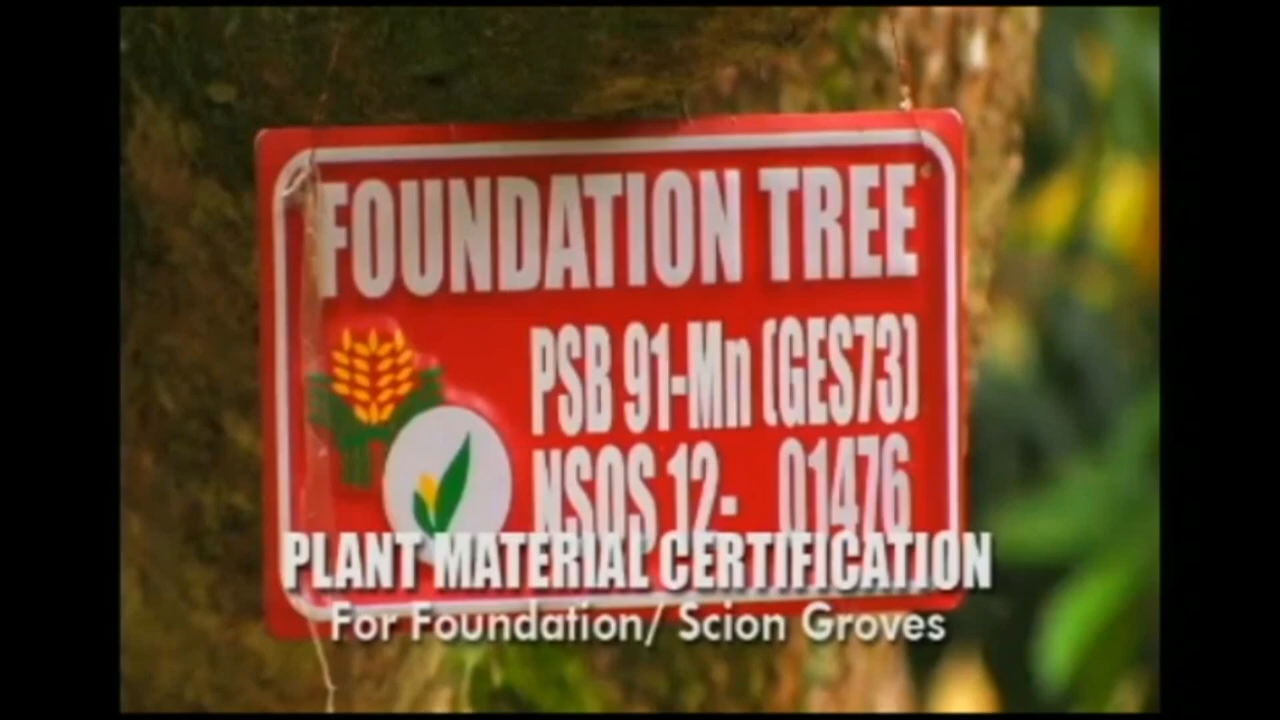 FOUNDATION TREE
PSB 91-Mn (GES73)
NSOS 12- 01476
PLANT MATERIAL CERTIFICATION
For Foundation/ Scion Groves